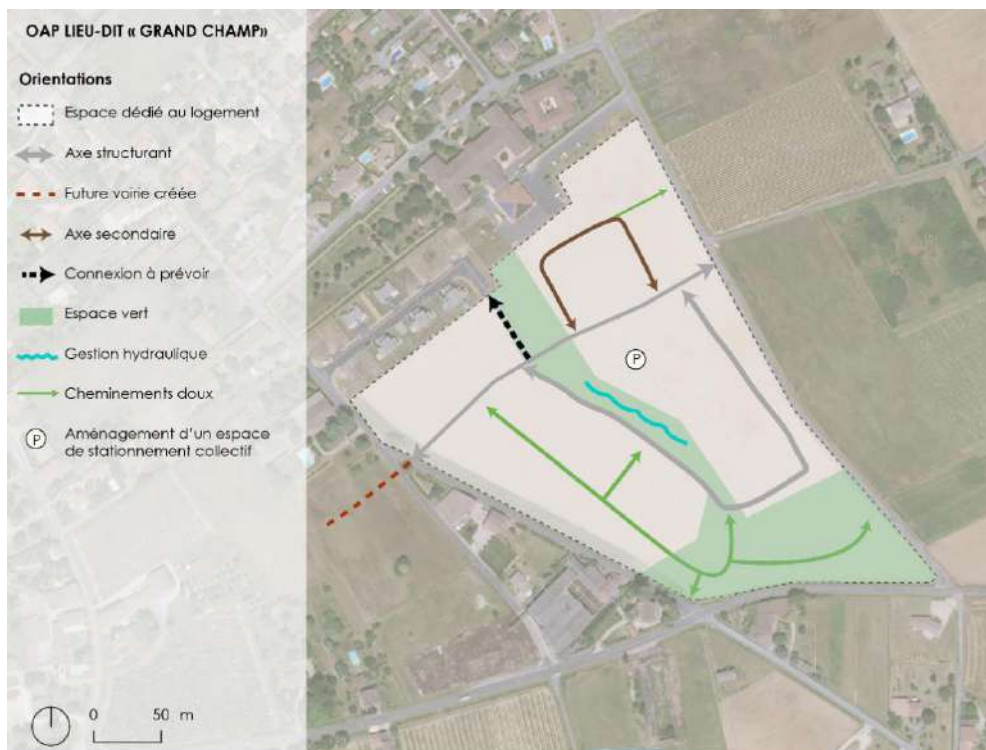 OAP LIEU-DIT « GRAND CHAMP»
Orientations
Espace dédié au logement
Axe structurant
Future voirie créée
Axe secondaire
Connexion à prévoir
Espace vert
Gestion hydraulique
Cheminements doux
P Aménagement d'un espace
de stationnement collectif
P
0 50 m